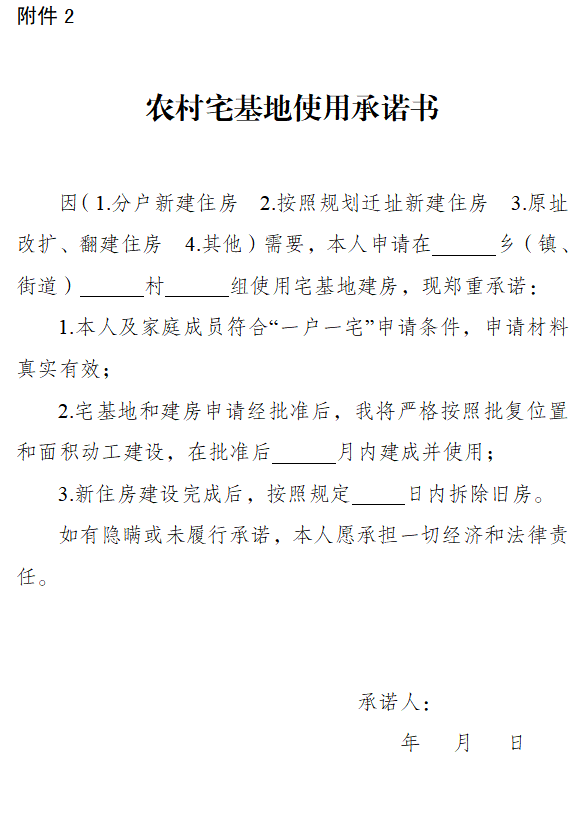 附件 2
农村宅基地使用承诺书
因（1.分户新建住房　2.按照规划迁址新建住房　3.原址
改扩、翻建住房　4.其他）需要，本人申请在______乡（镇、
街道）______村______组使用宅基地建房，现郑重承诺：
1.本人及家庭成员符合“一户一宅”申请条件，申请材料
真实有效；
2.宅基地和建房申请经批准后，我将严格按照批复位置
和面积动工建设，在批准后______月内建成并使用；
3.新住房建设完成后，按照规定_____日内拆除旧房。
如有隐瞒或未履行承诺，本人愿承担一切经济和法律责
任。
承诺人：
年　月　日